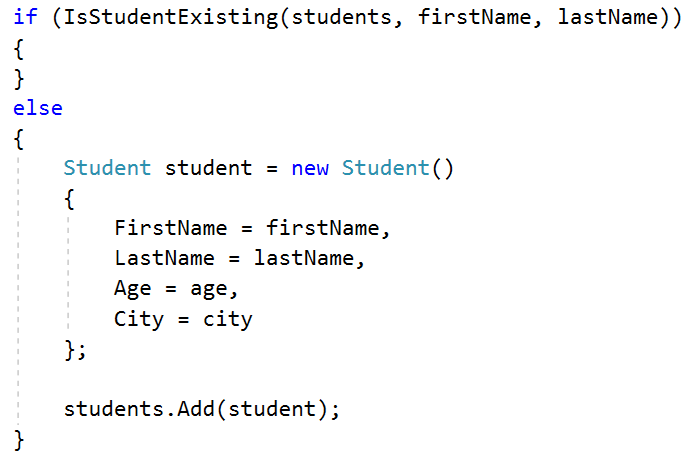 if (IsStudentExisting(students, firstName, lastName))
{
}
else
{
    Student student = new Student()
    {
        FirstName = firstName,
        LastName = lastName,
        Age = age,
        City = city
    };

    students.Add(student);
}